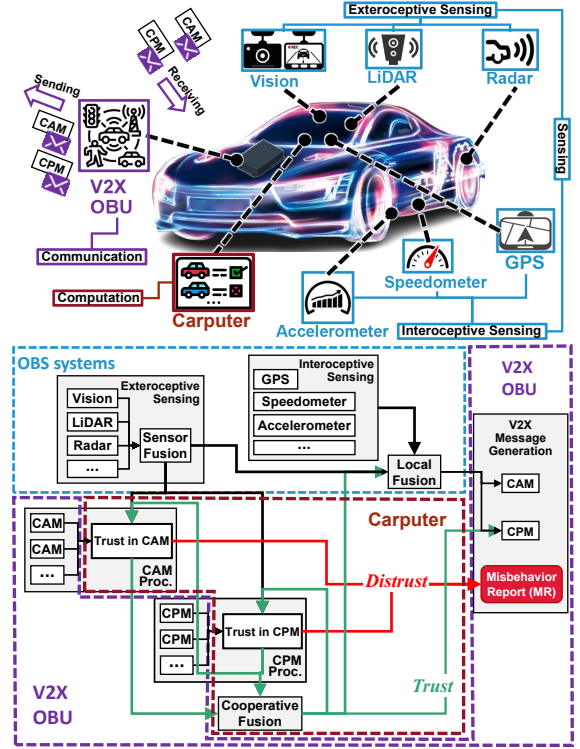 Exteroceptive Sensing
CAM
CPM
CAM
CPM
Sending
Receiving
REC
Vision
LiDAR
Radar
CAM
CPM
Sensing
V2X
OBU
Communication
Computation
Carputer
Accelerometer
Speedometer
GPS
Interoceptive Sensing
OBS systems
Exteroceptive
Sensing
Vision
LiDAR
Radar
...
Sensor
Fusion
Interoceptive
Sensing
GPS
Speedometer
Accelerometer
...
Local
Fusion
V2X
OBU
V2X
Message
Generation
CAM
CPM
Misbehavior
Report (MR)
Carputer
CAM
CAM
...
Trust in CAM
CAM
Proc.
Distrust
CPM
CPM
...
Trust in CPM
CPM
Proc.
Trust
Cooperative
Fusion
V2X
OBU